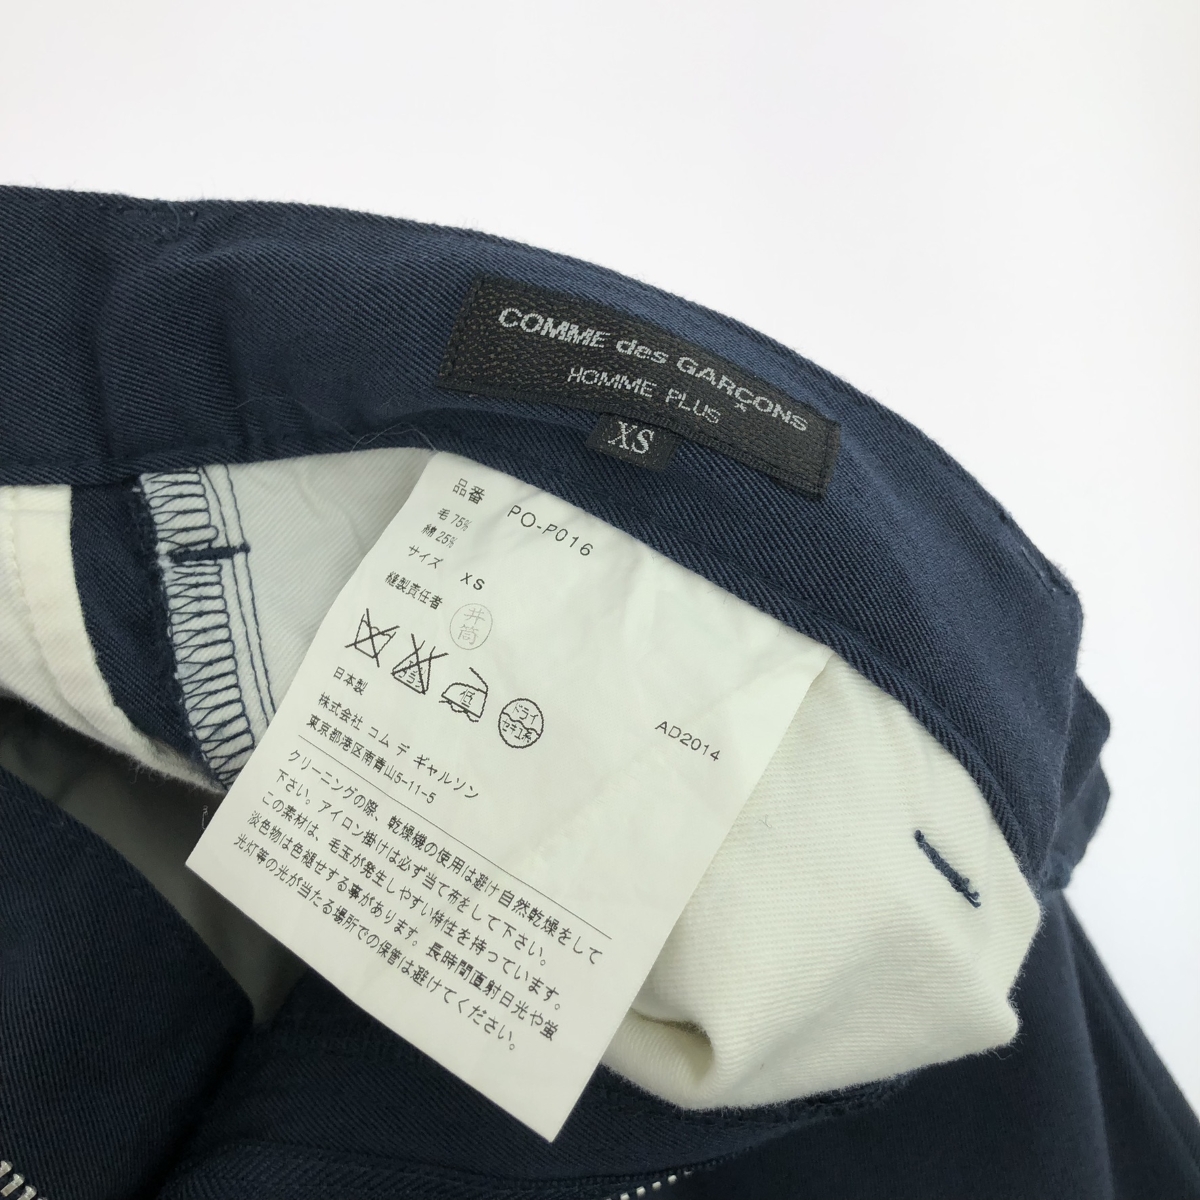 COMME des GARÇONS
HOMME PLUS
XS
品番 PO-P016
毛 75%
綿 25%
サイズ XS
縫製責任者 井筒
低
ドライ
セキユ系
日本製
AD2014
株式会社 コム デ ギャルソン
東京都港区南青山5-11-5
クリーニングの際、乾燥機の使用は避け自然乾燥をして
下さい。アイロン掛けは必ず当て布をして下さい。
この素材は、毛玉が発生しやすい特性を持っています。
淡色物は色褪せする事があります。長時間直射日光や蛍
光灯等の光が当たる場所での保管は避けてください。